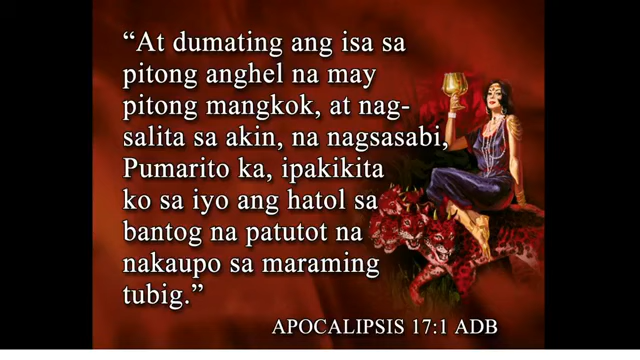 “At dumating ang isa sa
pitong anghel na may
pitong mangkok, at nag-
salita sa akin, na nagsasabi,
Pumarito ka, ipakikita
ko sa iyo ang hatol sa
bantog na patutot na
nakaupo sa maraming
tubig.”
APOCALIPSIS 17:1 ADB